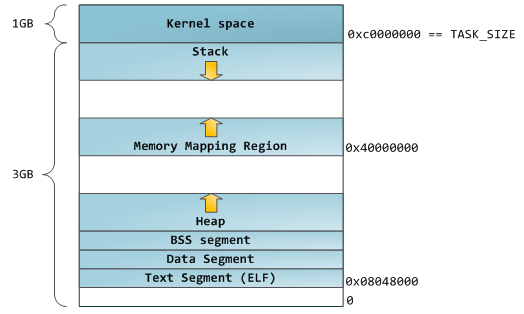 1GB
Kernel space
0xc0000000 == TASK_SIZE
Stack
Memory Mapping Region
0x40000000
3GB
Heap
BSS segment
Data Segment
Text Segment (ELF)
0x08048000
0